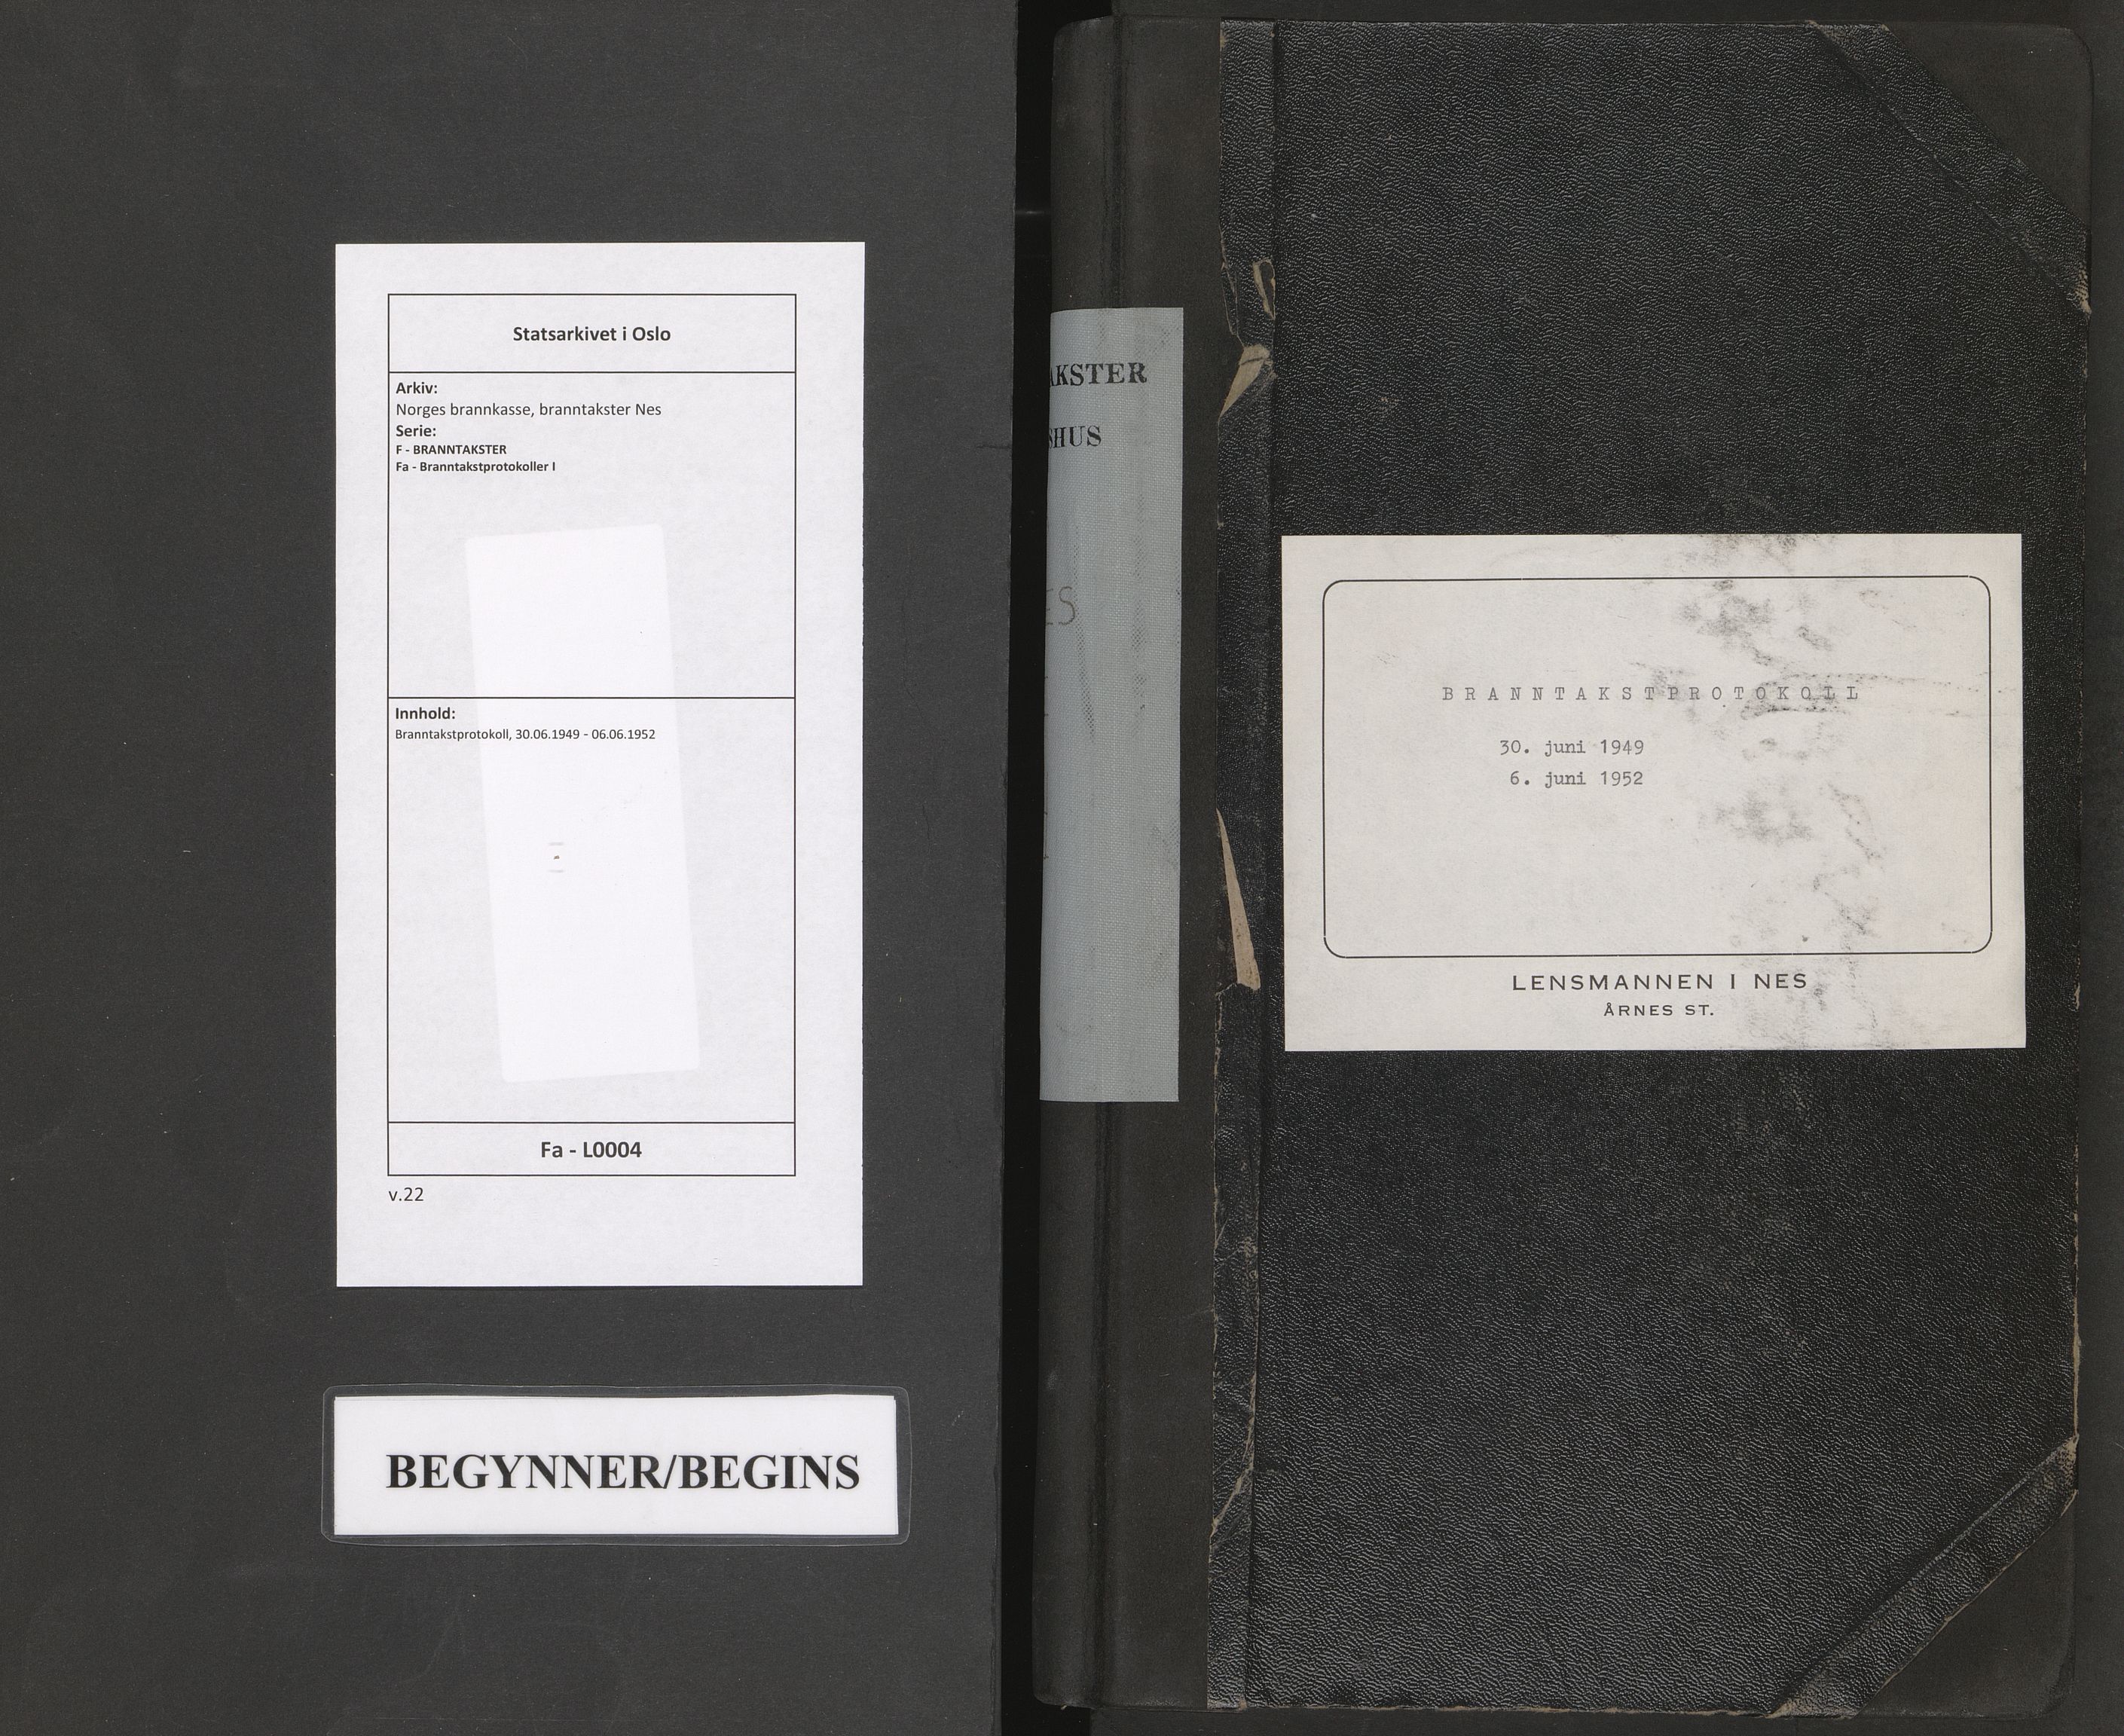 Statsarkivet i Oslo
Arkiv:
Norges brannkasse, branntakster Nes
Serie:
F - BRANNTAKSTER
Fa - Branntakstprotokoller I
Innhold:
Branntakstprotokoll, 30.06.1949 - 06.06.1952
Fa - L0004
v.22
BEGYNNER/BEGINS
AKSTER
SHUS
ES
BRANNTAKSTPROTOKOLL
30. juni 1949
6. juni 1952
LENSMANNEN I NES
ÅRNES ST.